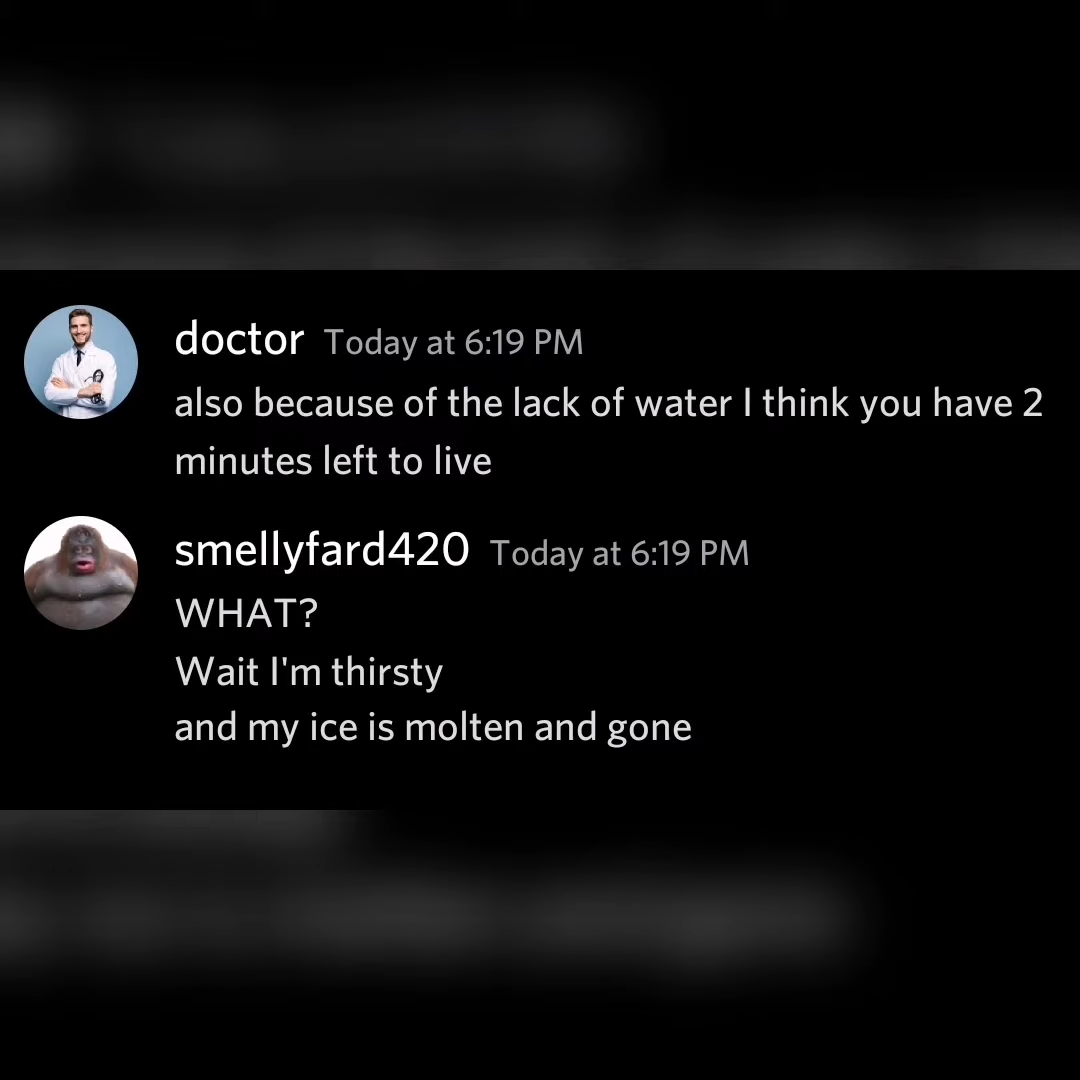 doctor Today at 6:19 PM
also because of the lack of water I think you have 2
minutes left to live
smellyfard420 Today at 6:19 PM
WHAT?
Wait I'm thirsty
and my ice is molten and gone